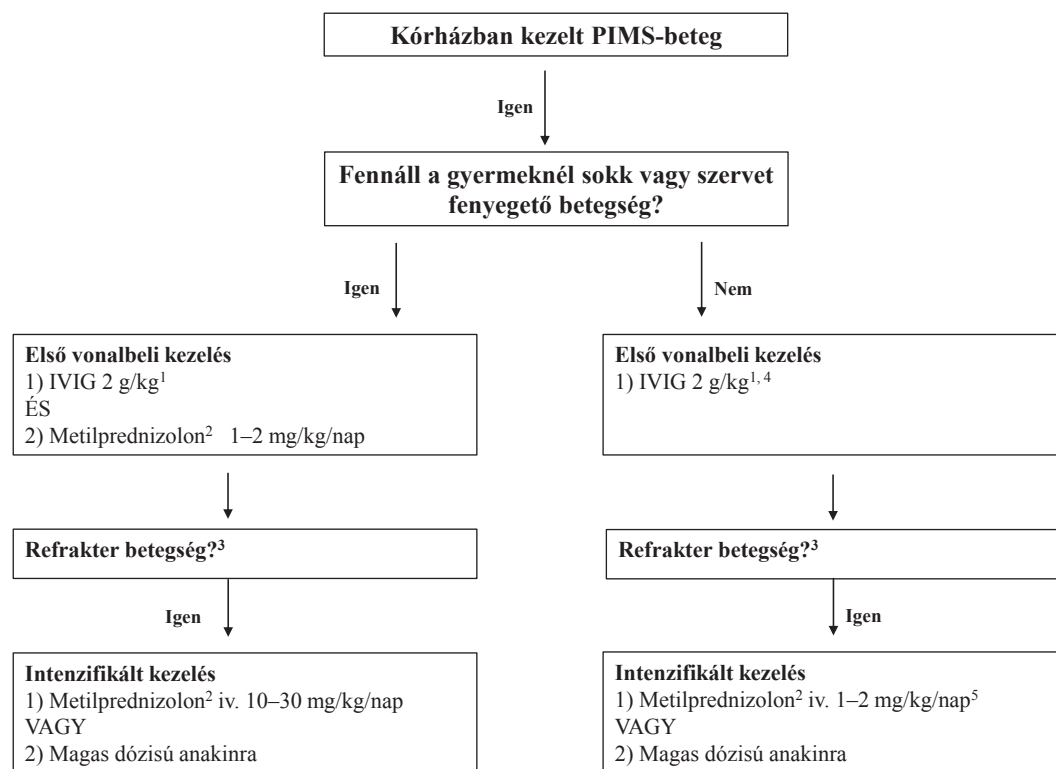 Kórházban kezelt PIMS-beteg
Igen
Fennáll a gyermeknél sokk vagy szervet
fenyegető betegség?
Igen
Nem
Első vonalbeli kezelés
1) IVIG 2 g/kg¹
ÉS
2) Metilprednizolon² 1–2 mg/kg/nap
Első vonalbeli kezelés
1) IVIG 2 g/kg¹,⁴
Refrakter betegség?³
Refrakter betegség?³
Igen
Igen
Intenzifikált kezelés
1) Metilprednizolon² iv. 10–30 mg/kg/nap
VAGY
2) Magas dózisú anakinra
Intenzifikált kezelés
1) Metilprednizolon² iv. 1–2 mg/kg/nap⁵
VAGY
2) Magas dózisú anakinra